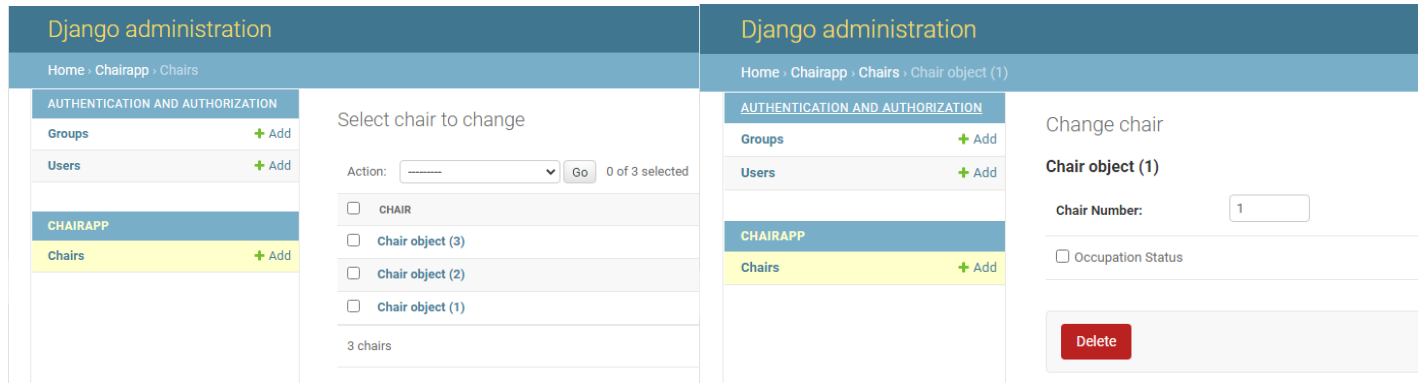 Django administration
Home › Chairapp › Chairs
AUTHENTICATION AND AUTHORIZATION
Groups + Add
Users + Add
CHAIRAPP
Chairs + Add
Select chair to change
Action: --------- Go 0 of 3 selected
CHAIR
Chair object (3)
Chair object (2)
Chair object (1)
3 chairs
Django administration
Home › Chairapp › Chairs › Chair object (1)
AUTHENTICATION AND AUTHORIZATION
Groups + Add
Users + Add
CHAIRAPP
Chairs + Add
Change chair
Chair object (1)
Chair Number: 1
Occupation Status
Delete